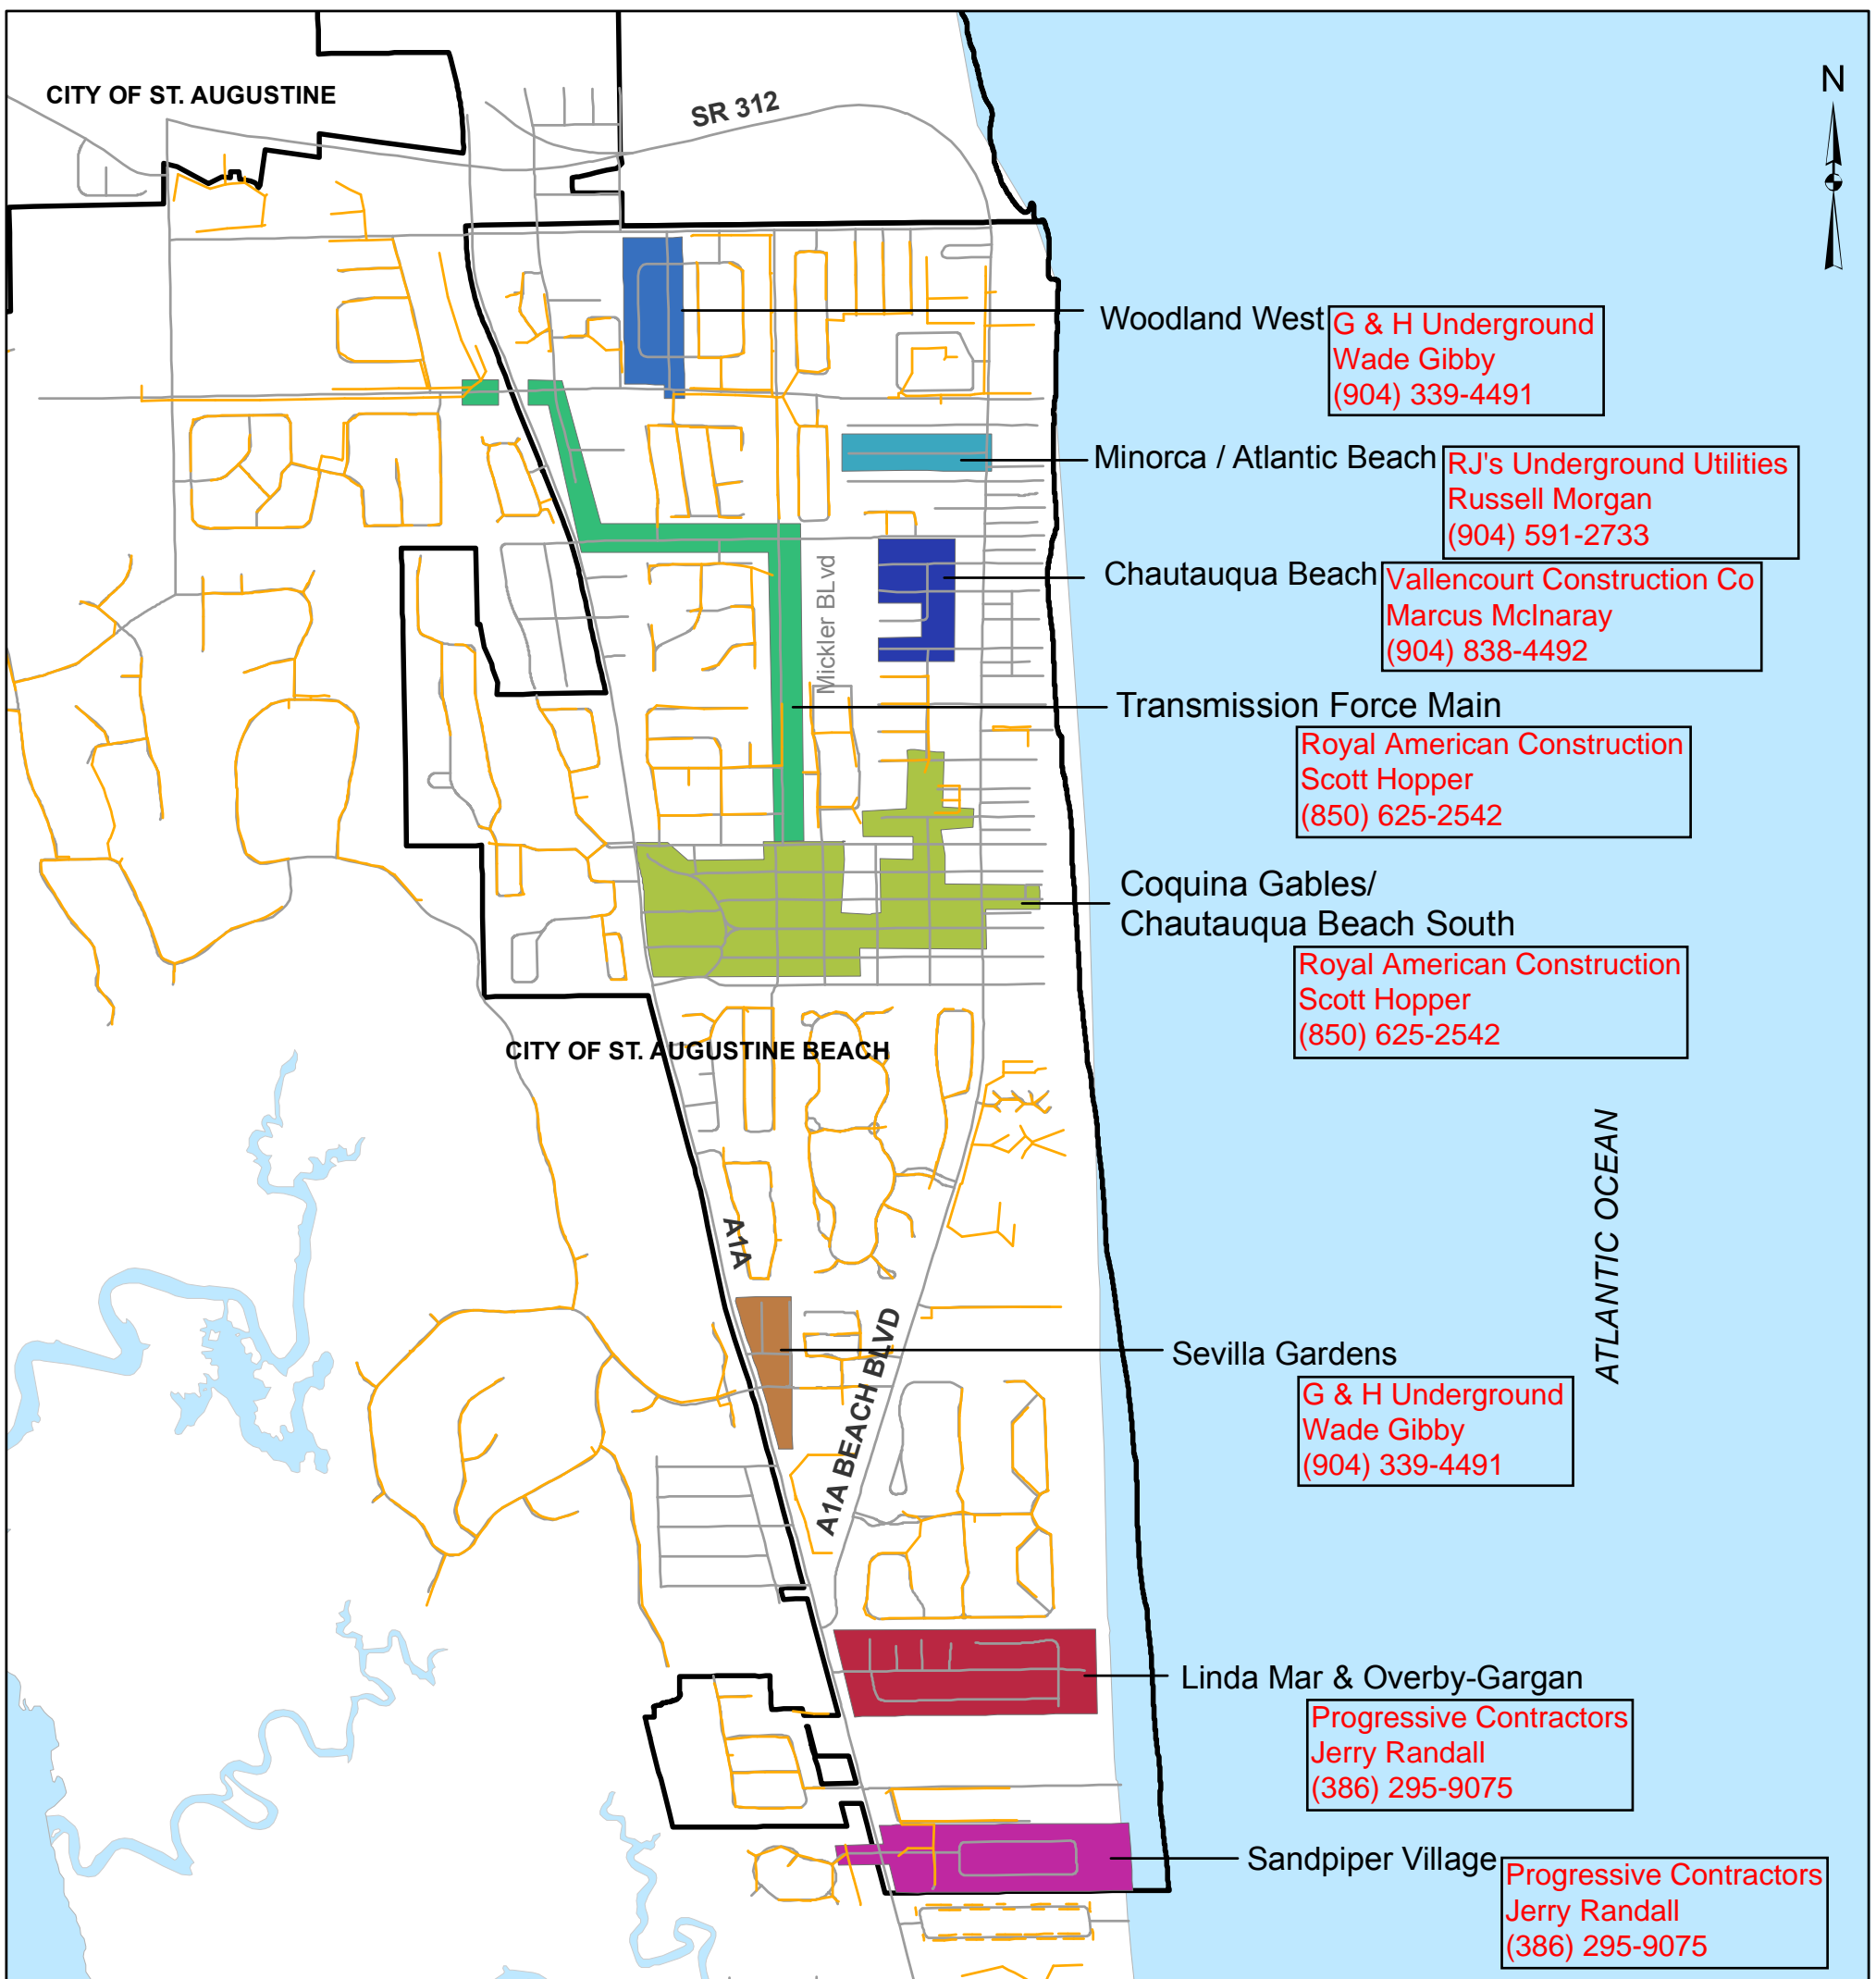 CITY OF ST. AUGUSTINE
SR 312
N
Woodland West
G & H Underground
Wade Gibby
(904) 339-4491
Minorca / Atlantic Beach
RJ's Underground Utilities
Russell Morgan
(904) 591-2733
Chautauqua Beach
Vallencourt Construction Co
Marcus McInaray
(904) 838-4492
Mickler BLvd
Transmission Force Main
Royal American Construction
Scott Hopper
(850) 625-2542
Coquina Gables/
Chautauqua Beach South
Royal American Construction
Scott Hopper
(850) 625-2542
CITY OF ST. AUGUSTINE BEACH
ATLANTIC OCEAN
A1A
A1A BEACH BLVD
Sevilla Gardens
G & H Underground
Wade Gibby
(904) 339-4491
Linda Mar & Overby-Gargan
Progressive Contractors
Jerry Randall
(386) 295-9075
Sandpiper Village
Progressive Contractors
Jerry Randall
(386) 295-9075